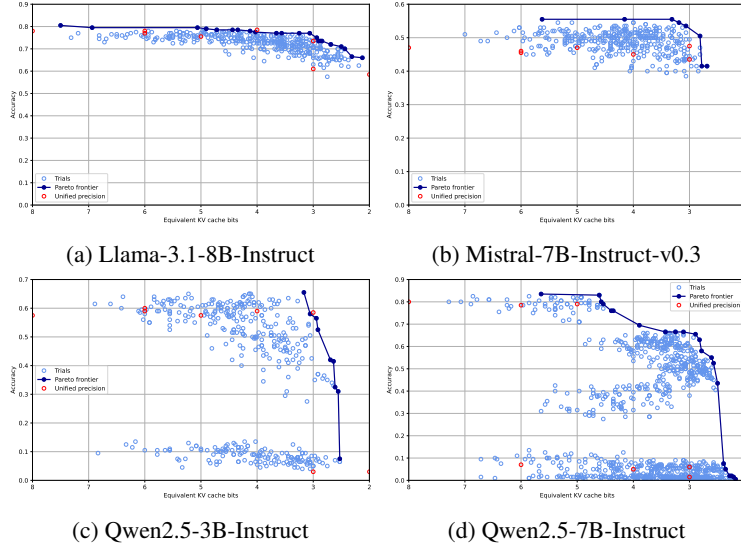 0.9
0.8
0.7
0.6
0.5
0.4
0.3
0.2
0.1
0.0
Accuracy
8 7 6 5 4 3 2
Equivalent KV cache bits
Trials
Pareto frontier
Unified precision
(a) Llama-3.1-8B-Instruct
0.6
0.5
0.4
0.3
0.2
0.1
0.0
Accuracy
8 7 6 5 4 3
Equivalent KV cache bits
Trials
Pareto frontier
Unified precision
(b) Mistral-7B-Instruct-v0.3
0.7
0.6
0.5
0.4
0.3
0.2
0.1
0.0
Accuracy
8 7 6 5 4 3 2
Equivalent KV cache bits
Trials
Pareto frontier
Unified precision
(c) Qwen2.5-3B-Instruct
0.9
0.8
0.7
0.6
0.5
0.4
0.3
0.2
0.1
0.0
Accuracy
8 7 6 5 4 3
Equivalent KV cache bits
Trials
Pareto frontier
Unified precision
(d) Qwen2.5-7B-Instruct